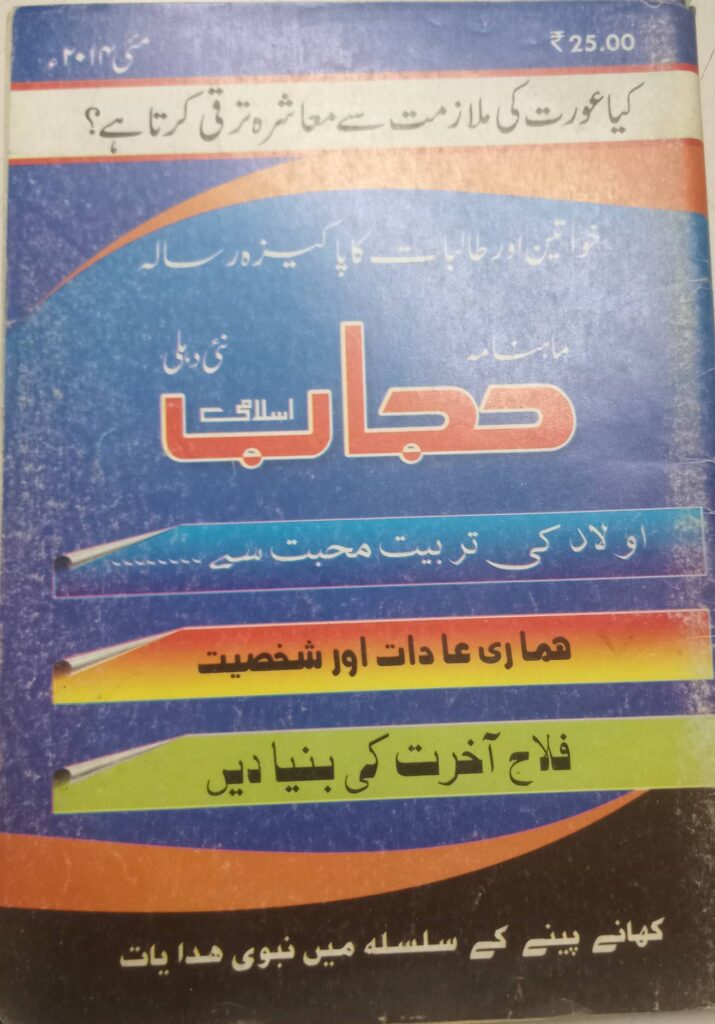 ₹ 25.00
مئی ۲۰۱۴ء
کیا عورت کی ملازمت سے معاشرہ ترقی کرتا ہے؟
خواتین اور طالبات کا پاکیزہ رسالہ
ماہنامہ نئی دہلی
حجاب اسلامی
اولاد کی تربیت محبت سے ........
ھماری عادات اور شخصیت
فلاح آخرت کی بنیادیں
کھانے پینے کے سلسلہ میں نبوی ھدایات